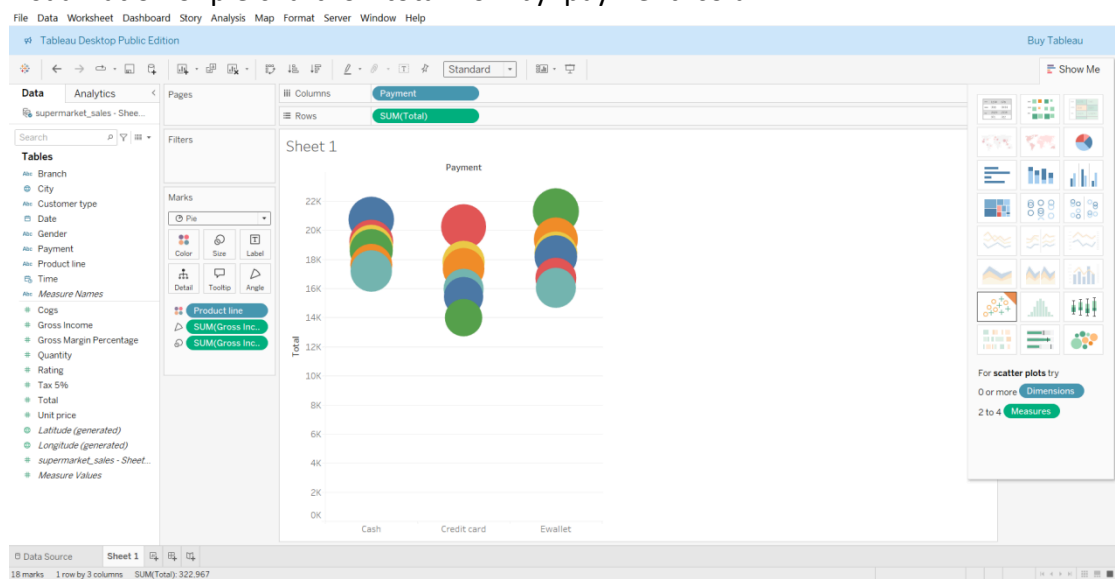 File Data Worksheet Dashboard Story Analysis Map Format Server Window Help
Tableau Desktop Public Edition Buy Tableau
Standard Show Me
Data Analytics Pages Columns Payment
supermarket_sales - Shee... Rows SUM(Total)
Search Filters
Tables Sheet 1
Abc Branch Payment
City
Abc Customer type Marks
Date Pie
Abc Gender
Abc Payment Color Size Label
Abc Product line
Time Detail Tooltip Angle
Abc Measure Names
# Cogs Product line
# Gross Income SUM(Gross Inc..
# Gross Margin Percentage SUM(Gross Inc..
# Quantity
# Rating
# Tax 5%
# Total
# Unit price
Latitude (generated)
Longitude (generated)
# supermarket_sales - Sheet...
# Measure Values
Total
22K
20K
18K
16K
14K
12K
10K
8K
6K
4K
2K
0K
Cash Credit card Ewallet
For scatter plots try
0 or more Dimensions
2 to 4 Measures
Data Source Sheet 1
18 marks 1 row by 3 columns SUM(Total): 322,967